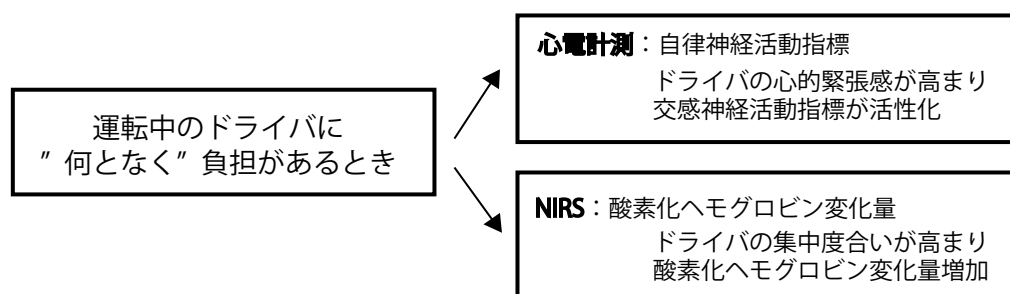 運転中のドライバに
"何となく"負担があるとき
心電計測：自律神経活動指標
ドライバの心的緊張感が高まり
交感神経活動指標が活性化
NIRS：酸素化ヘモグロビン変化量
ドライバの集中度合いが高まり
酸素化ヘモグロビン変化量増加